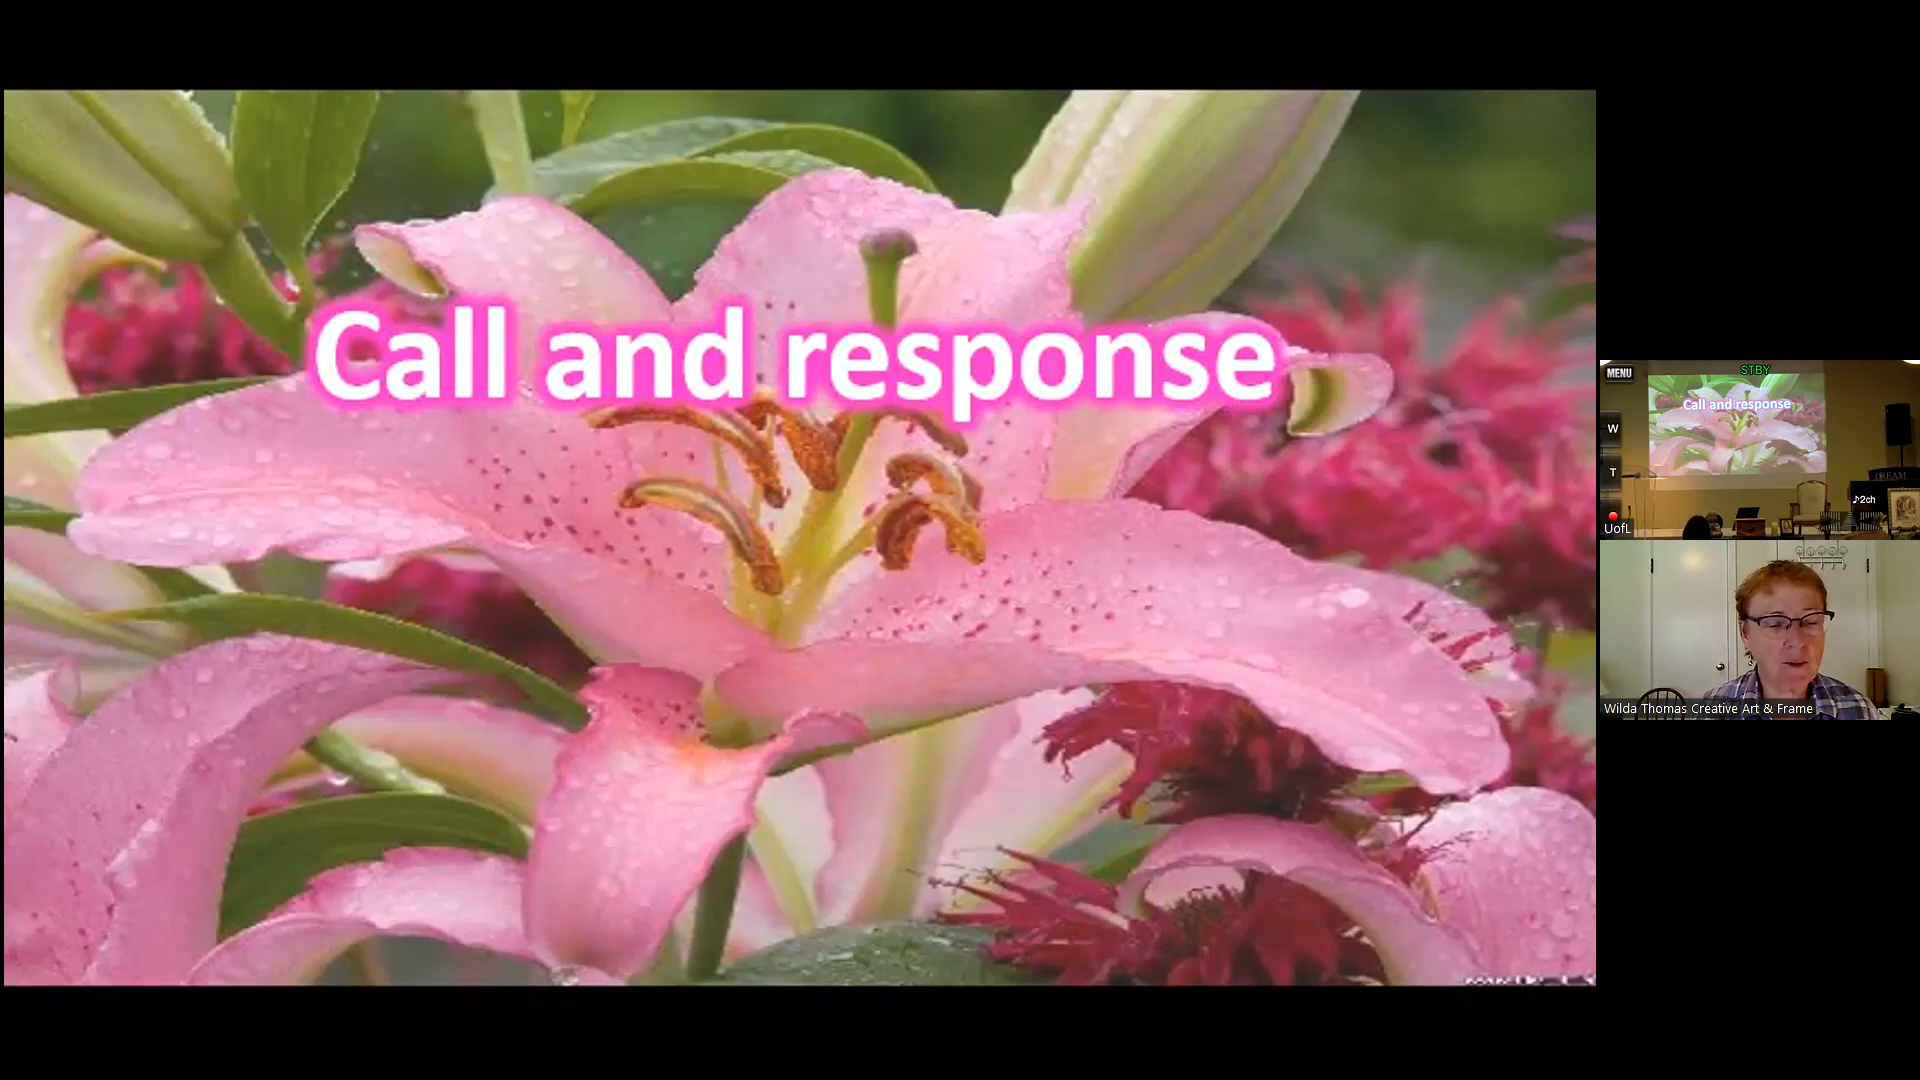 Call and response
MENU
STBY
Call and response
W
T
DREAM
♪2ch
UofL
Wilda Thomas Creative Art & Frame